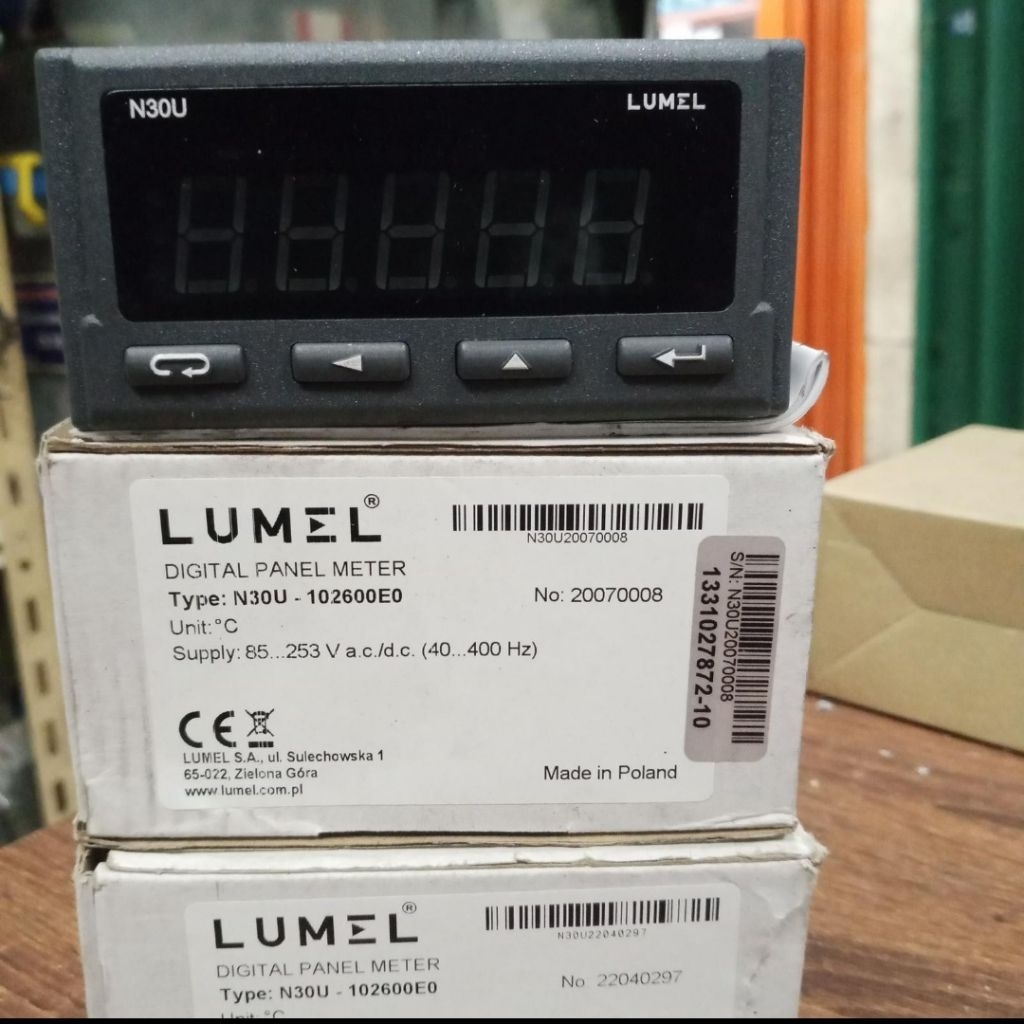 N30U
LUMEL
LUMEL®
N30U20070008
DIGITAL PANEL METER
Type: N30U - 102600E0
No: 20070008
Unit:°C
Supply: 85...253 V a.c./d.c. (40...400 Hz)
S/N: N30U20070008
1331027872-10
CE
LUMEL S.A., ul. Sulechowska 1
65-022, Zielona Góra
www.lumel.com.pl
Made in Poland
LUMEL®
N30U22040297
DIGITAL PANEL METER
Type: N30U - 102600E0
No: 22040297
Unit:°C